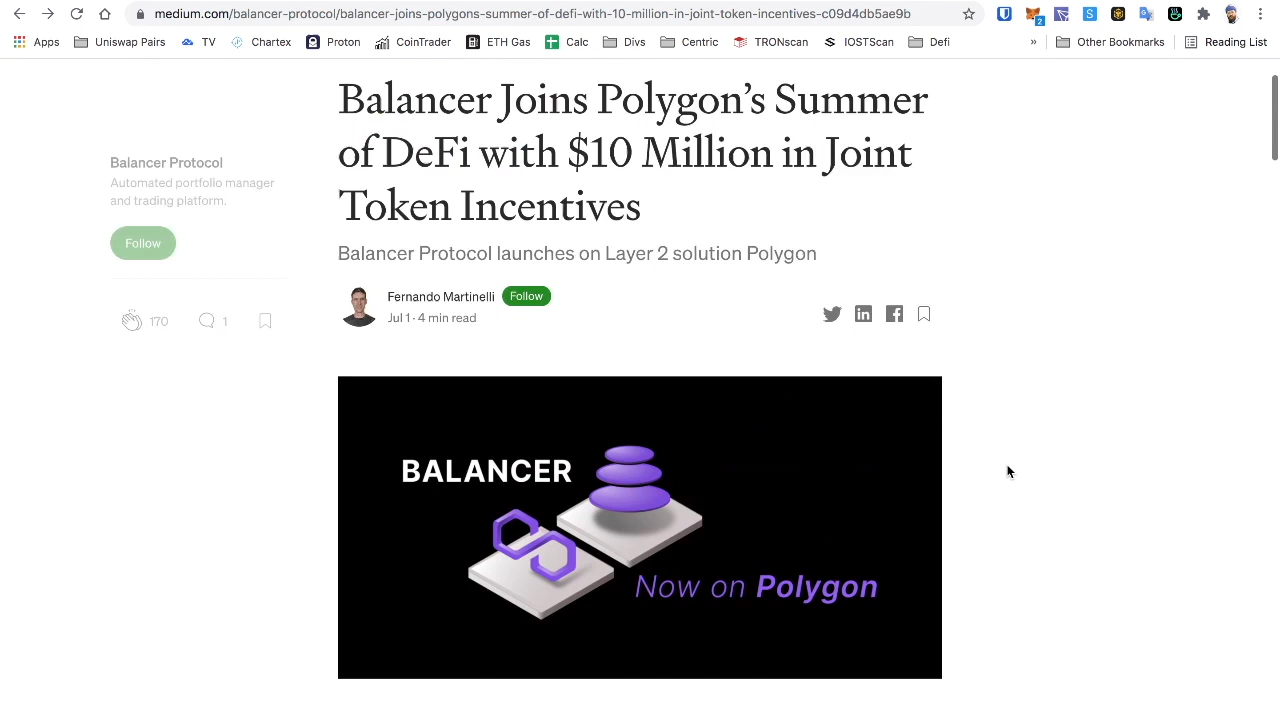 medium.com/balancer-protocol/balancer-joins-polygons-summer-of-defi-with-10-million-in-joint-token-incentives-c09d4db5ae9b
2
Apps Uniswap Pairs TV Chartex Proton CoinTrader ETH Gas Calc Divs Centric TRONscan IOSTScan Defi » Other Bookmarks Reading List
Balancer Joins Polygon’s Summer
of DeFi with $10 Million in Joint
Token Incentives
Balancer Protocol launches on Layer 2 solution Polygon
Fernando Martinelli Follow
Jul 1 · 4 min read
Balancer Protocol
Automated portfolio manager
and trading platform.
Follow
170 1
BALANCER
Now on Polygon